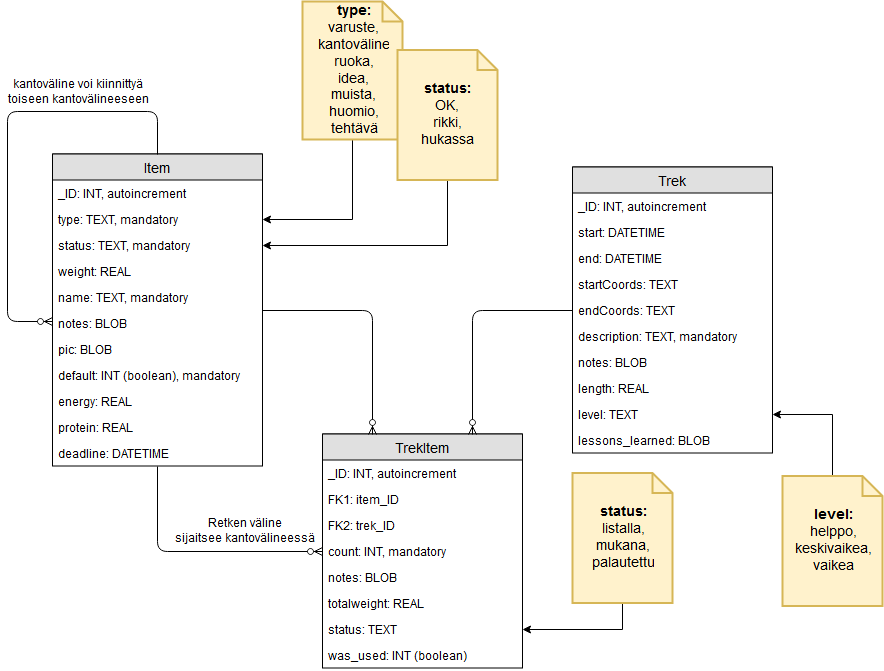 type:
varuste,
kantoväline
ruoka,
idea,
muista,
huomio,
tehtävä
status:
OK,
rikki,
hukassa
kantoväline voi kiinnittyä
toiseen kantovälineeseen
Item
_ID: INT, autoincrement
type: TEXT, mandatory
status: TEXT, mandatory
weight: REAL
name: TEXT, mandatory
notes: BLOB
pic: BLOB
default: INT (boolean), mandatory
energy: REAL
protein: REAL
deadline: DATETIME
Trek
_ID: INT, autoincrement
start: DATETIME
end: DATETIME
startCoords: TEXT
endCoords: TEXT
description: TEXT, mandatory
notes: BLOB
length: REAL
level: TEXT
lessons_learned: BLOB
Retken väline
sijaitsee kantovälineessä
TrekItem
_ID: INT, autoincrement
FK1: item_ID
FK2: trek_ID
count: INT, mandatory
notes: BLOB
totalweight: REAL
status: TEXT
was_used: INT (boolean)
status:
listalla,
mukana,
palautettu
level:
helppo,
keskivaikea,
vaikea